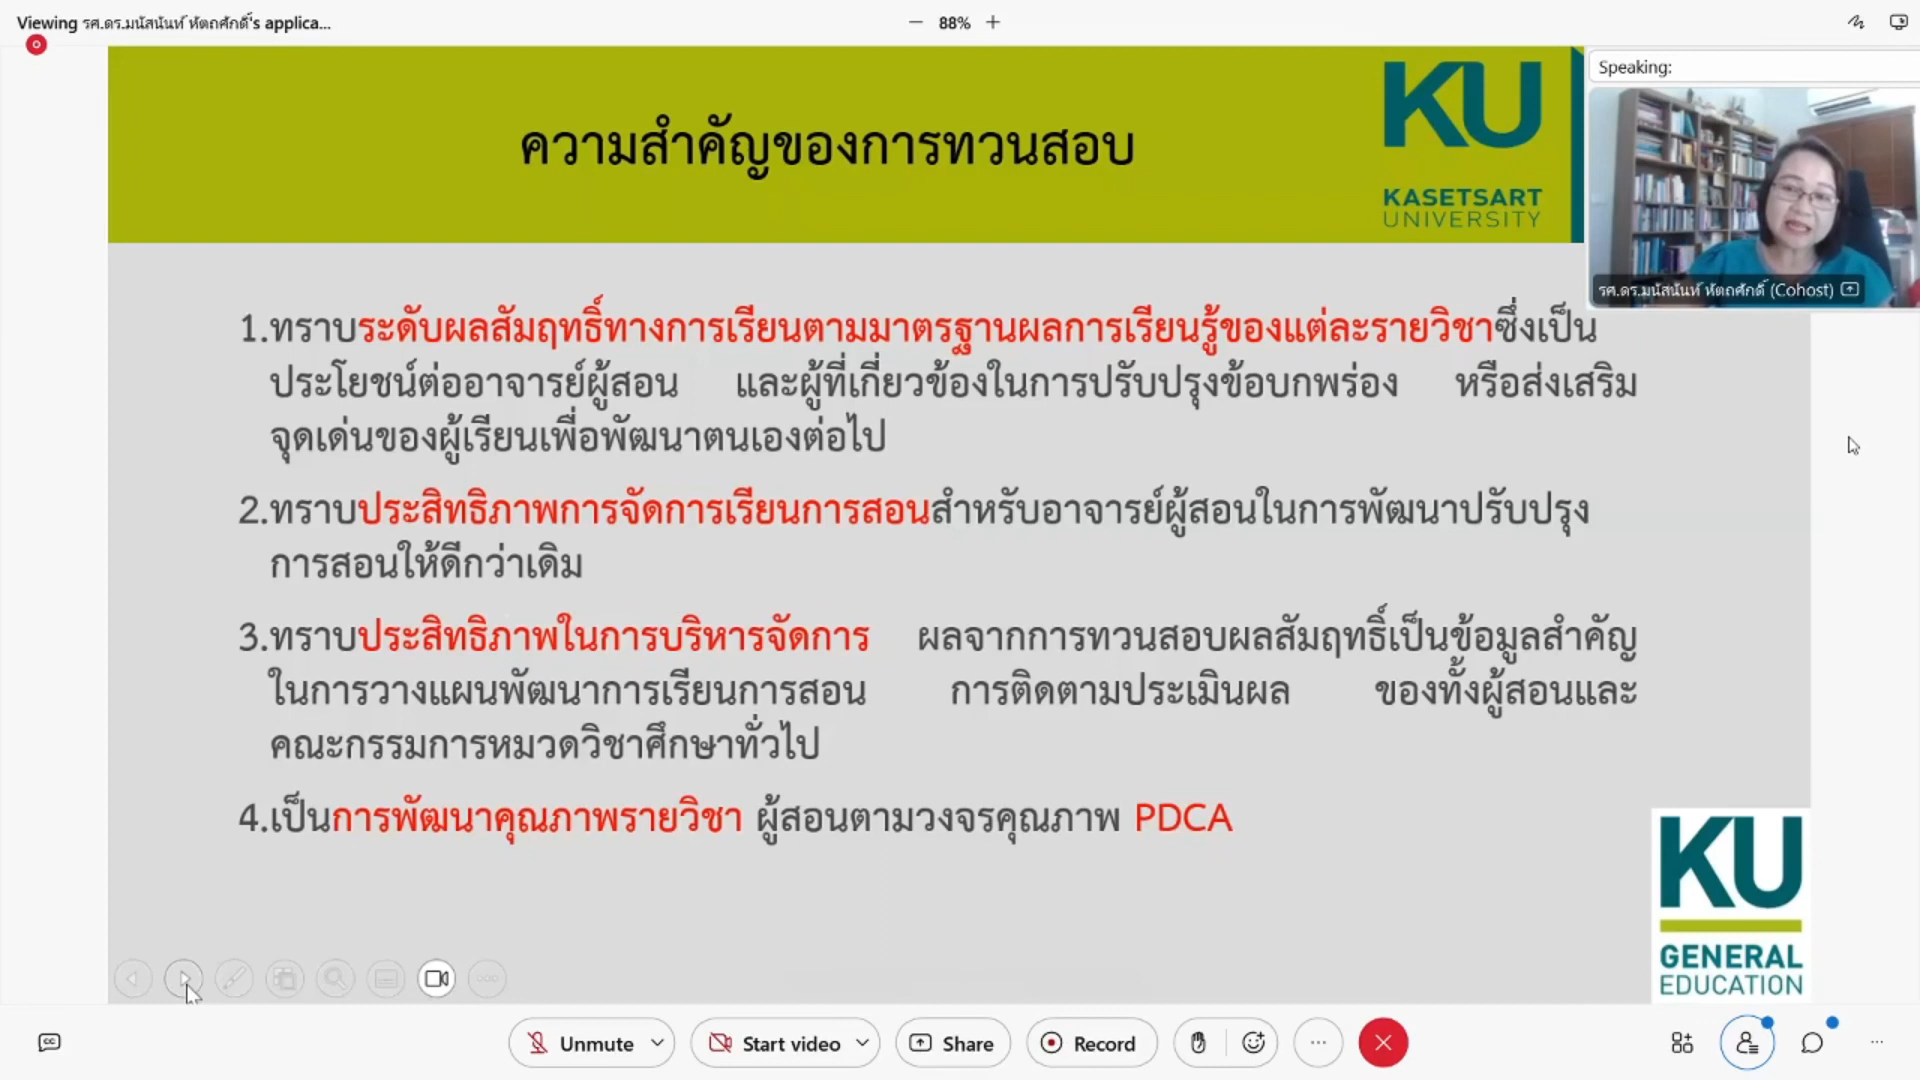 Viewing รศ.ดร.มนัสนันท์ หัตถศักดิ์'s applica...
88%
ความสำคัญของการทวนสอบ
KU
KASETSART
UNIVERSITY
Speaking:
รศ.ดร.มนัสนันท์ หัตถศักดิ์ (Cohost)
1.ทราบระดับผลสัมฤทธิ์ทางการเรียนตามมาตรฐานผลการเรียนรู้ของแต่ละรายวิชาซึ่งเป็น
ประโยชน์ต่ออาจารย์ผู้สอน และผู้ที่เกี่ยวข้องในการปรับปรุงข้อบกพร่อง หรือส่งเสริม
จุดเด่นของผู้เรียนเพื่อพัฒนาตนเองต่อไป
2.ทราบประสิทธิภาพการจัดการเรียนการสอนสำหรับอาจารย์ผู้สอนในการพัฒนาปรับปรุง
การสอนให้ดีกว่าเดิม
3.ทราบประสิทธิภาพในการบริหารจัดการ ผลจากการทวนสอบผลสัมฤทธิ์เป็นข้อมูลสำคัญ
ในการวางแผนพัฒนาการเรียนการสอน การติดตามประเมินผล ของทั้งผู้สอนและ
คณะกรรมการหมวดวิชาศึกษาทั่วไป
4.เป็นการพัฒนาคุณภาพรายวิชา ผู้สอนตามวงจรคุณภาพ PDCA
KU
GENERAL
EDUCATION
Unmute
Start video
Share
Record